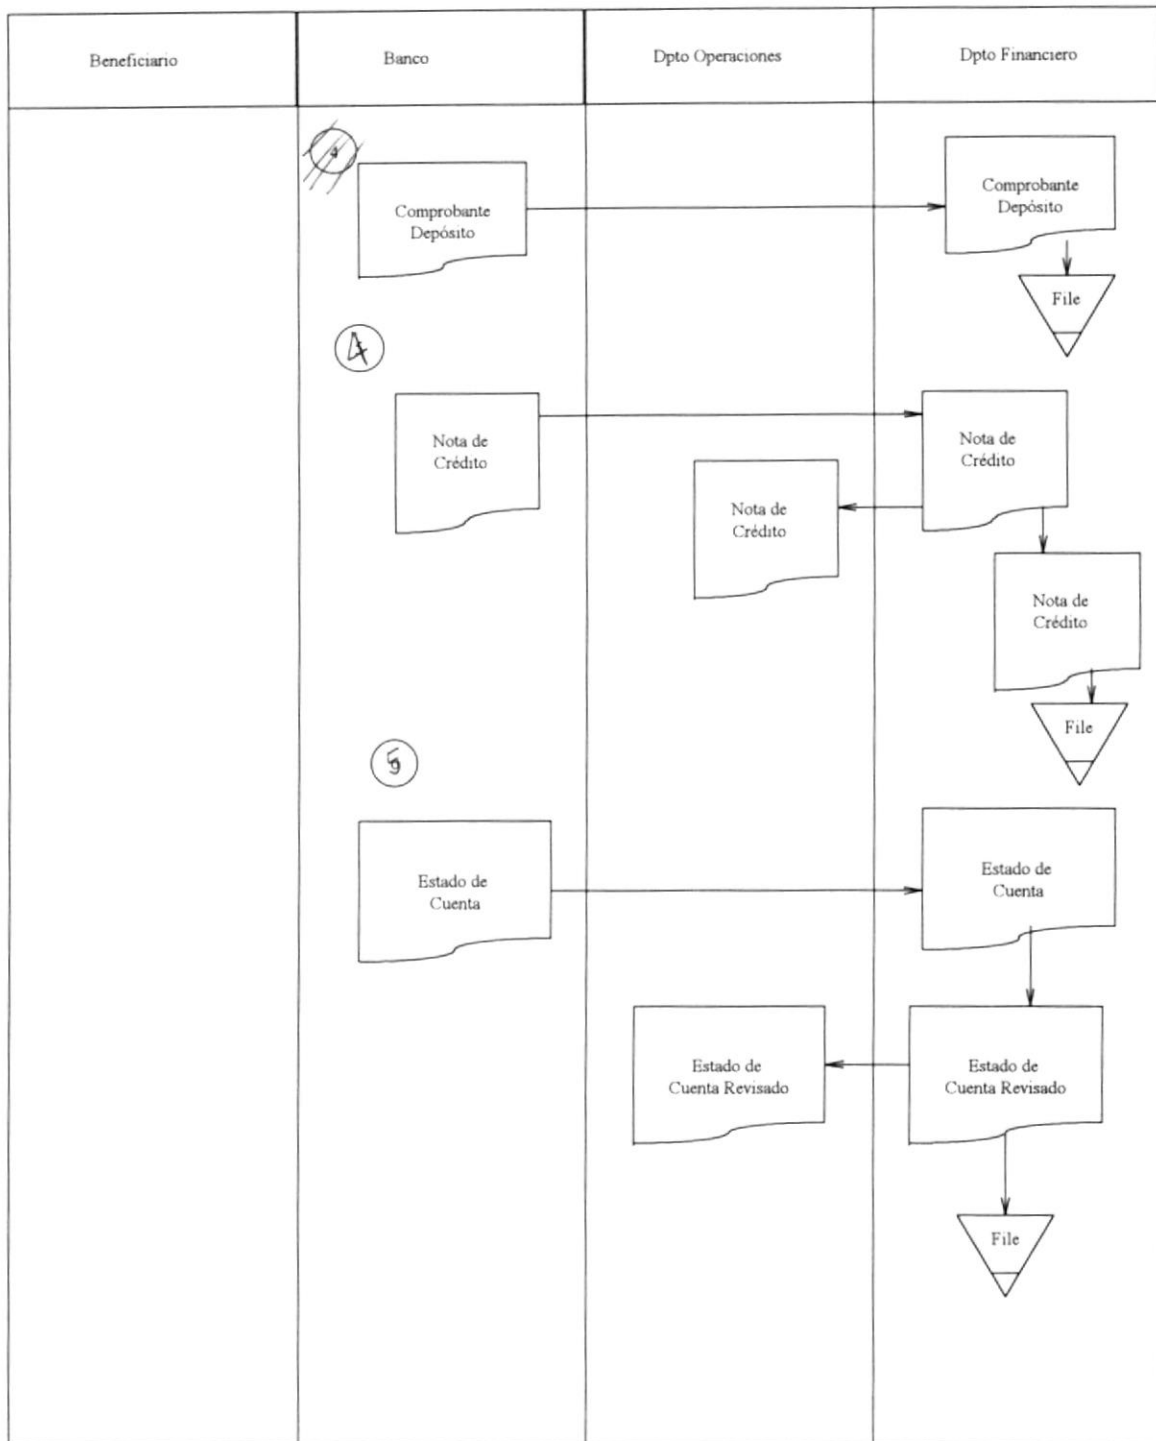 Beneficiario
Banco
Dpto Operaciones
Dpto Financiero
Comprobante
Depósito
Comprobante
Depósito
File
4
Nota de
Crédito
Nota de
Crédito
Nota de
Crédito
Nota de
Crédito
File
5
Estado de
Cuenta
Estado de
Cuenta
Estado de
Cuenta Revisado
Estado de
Cuenta Revisado
File